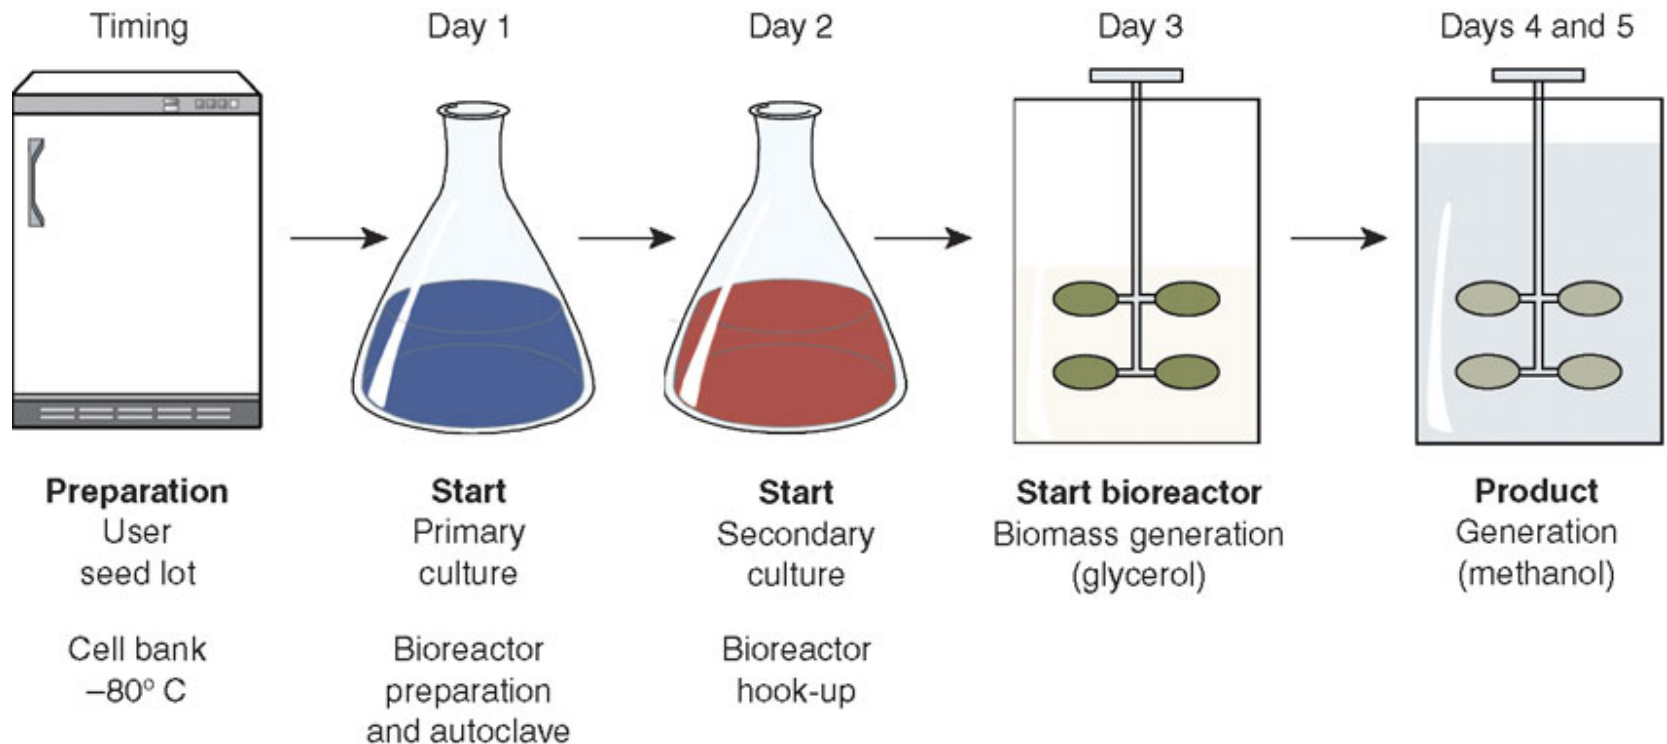 Timing
Day 1
Day 2
Day 3
Days 4 and 5
Preparation
User
seed lot
Cell bank
–80° C
Start
Primary
culture
Bioreactor
preparation
and autoclave
Start
Secondary
culture
Bioreactor
hook-up
Start bioreactor
Biomass generation
(glycerol)
Product
Generation
(methanol)